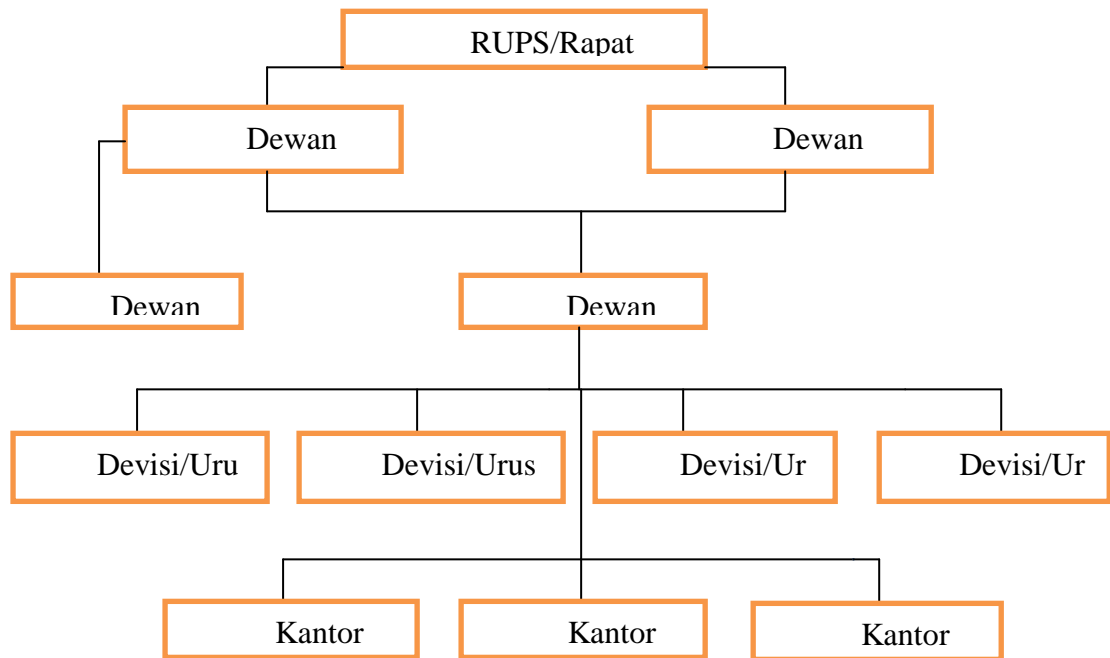 RUPS/Rapat
Dewan
Dewan
Dewan
Dewan
Devisi/Uru
Devisi/Urus
Devisi/Ur
Devisi/Ur
Kantor
Kantor
Kantor